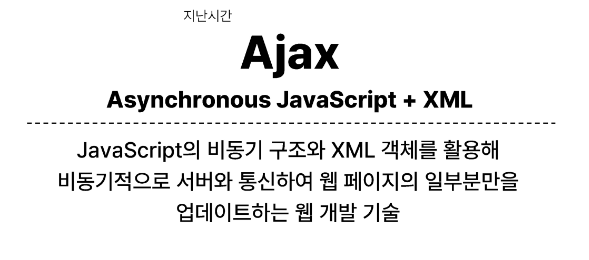 지난시간
Ajax
Asynchronous JavaScript + XML
JavaScript의 비동기 구조와 XML 객체를 활용해
비동기적으로 서버와 통신하여 웹 페이지의 일부분만을
업데이트하는 웹 개발 기술